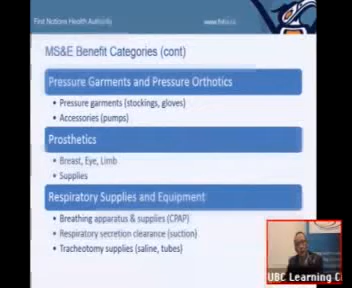 First Nations Health Authority
www.fnha.ca
MS&E Benefit Categories (cont)
Pressure Garments and Pressure Orthotics
• Pressure garments (stockings, gloves)
• Accessories (pumps)
Prosthetics
• Breast, Eye, Limb
• Supplies
Respiratory Supplies and Equipment
• Breathing apparatus & supplies (CPAP)
• Respiratory secretion clearance (suction)
• Tracheotomy supplies (saline, tubes)
UBC Learning C